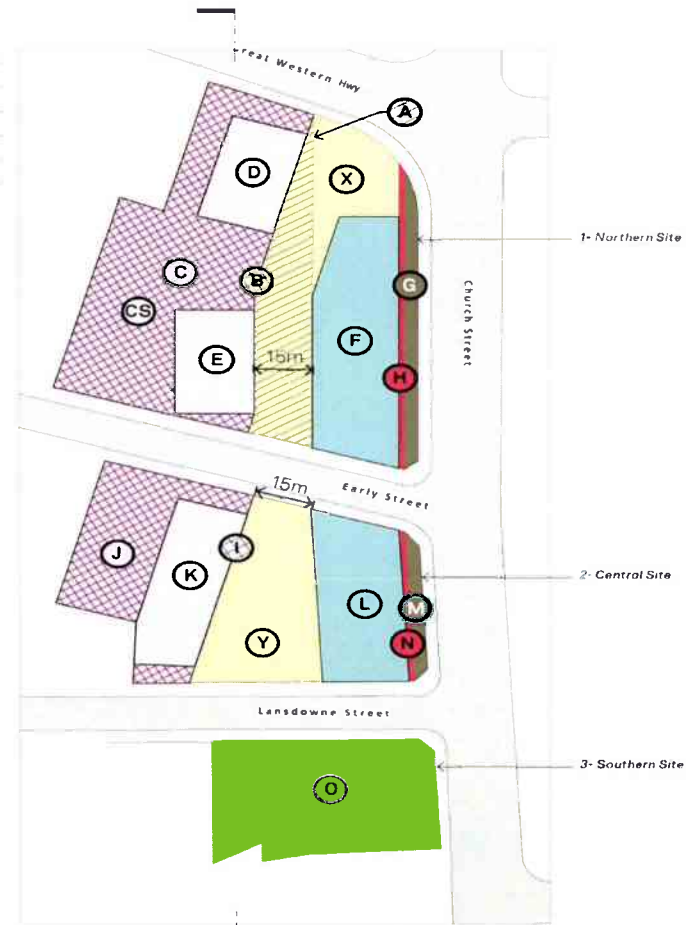 Great Western Hwy
A
D
X
1- Northern Site
C
B
G
CS
Church Street
F
E
15m
H
15m
Early Street
I
J
K
2- Central Site
L
M
Y
N
Lansdowne Street
3- Southern Site
O